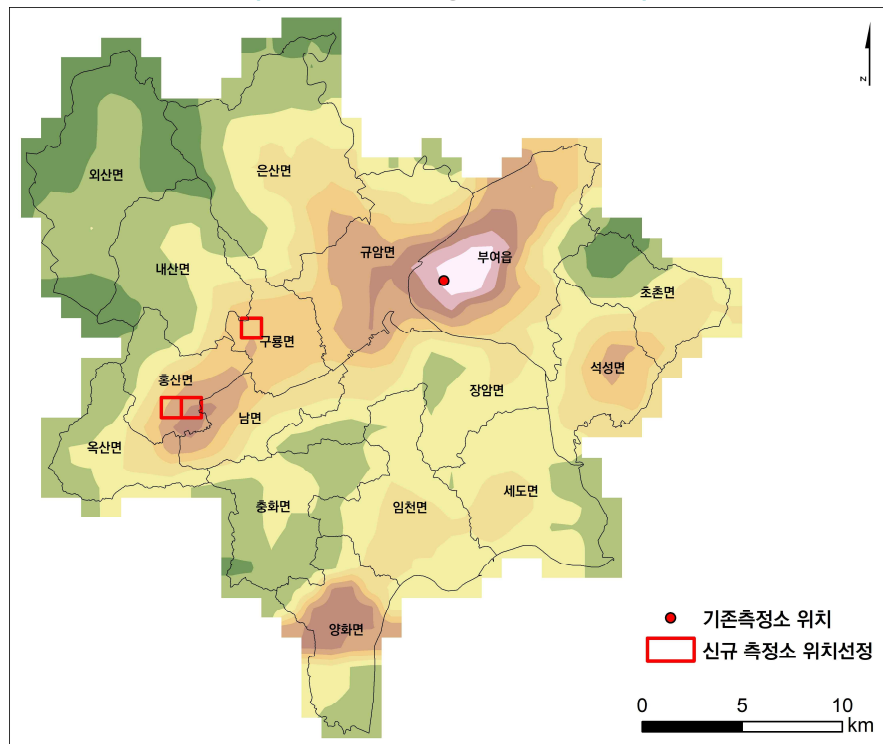 N
외산면
은산면
규암면
부여읍
내산면
초촌면
구룡면
석성면
홍산면
장암면
남면
옥산면
세도면
충화면
임천면
양화면
기존측정소 위치
신규 측정소 위치선정
0 5 10
km